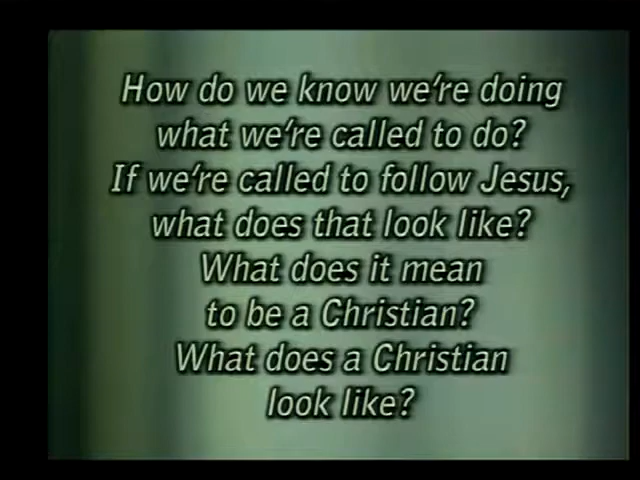 How do we know we're doing
what we're called to do?
If we're called to follow Jesus,
what does that look like?
What does it mean
to be a Christian?
What does a Christian
look like?